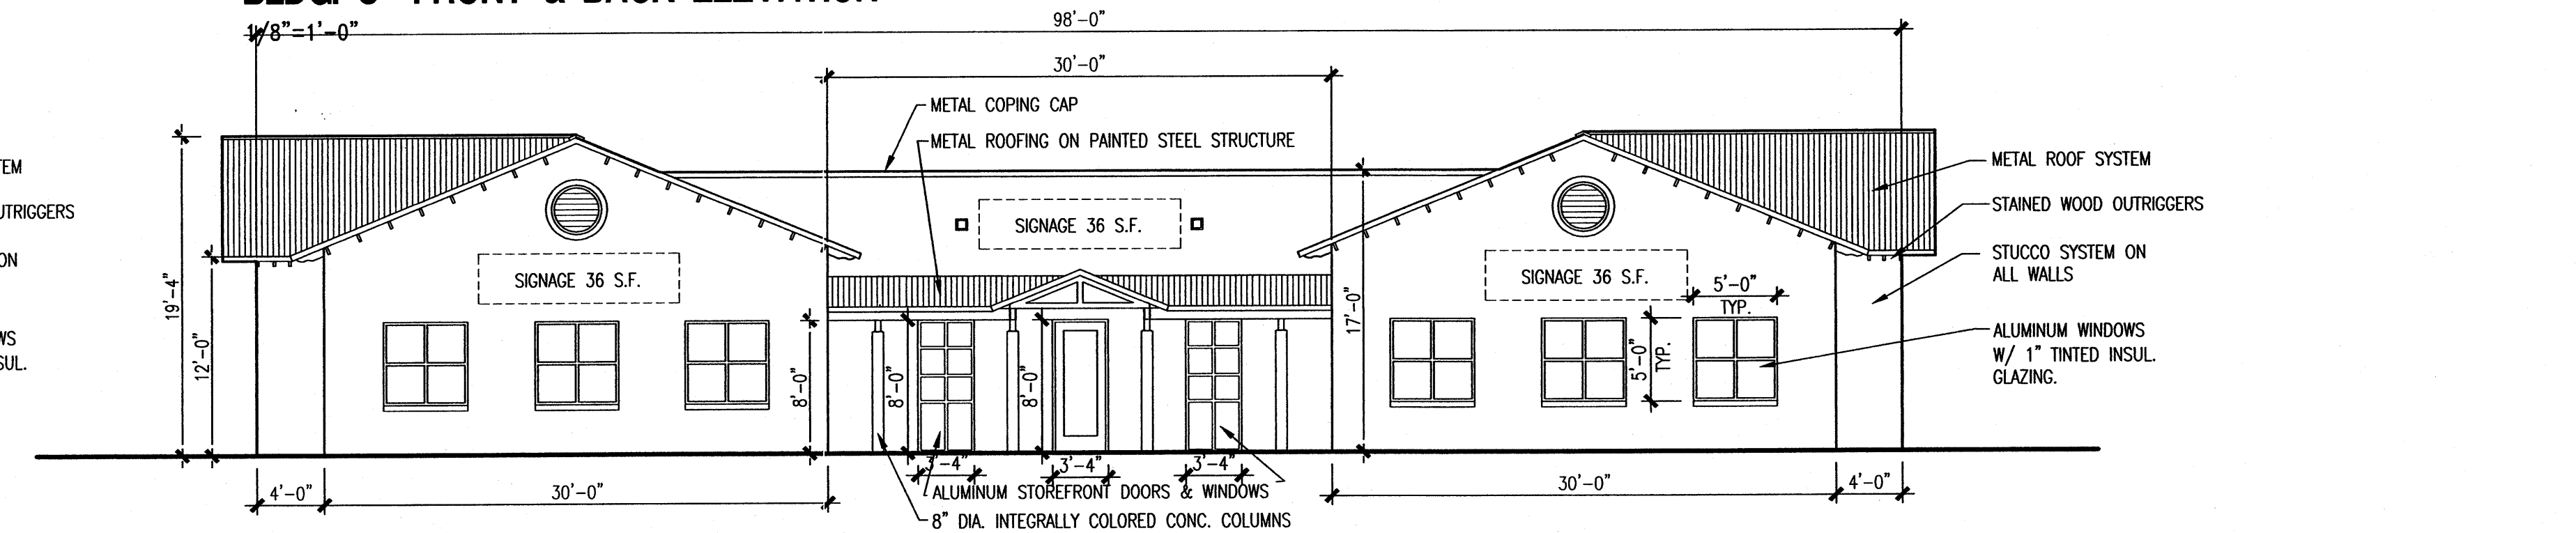 98'-0"
1/8"=1'-0"
30'-0"
METAL COPING CAP
METAL ROOFING ON PAINTED STEEL STRUCTURE
METAL ROOF SYSTEM
STAINED WOOD OUTRIGGERS
STUCCO SYSTEM ON
ALL WALLS
ALUMINUM WINDOWS
W/ 1" TINTED INSUL.
GLAZING.
UTRIGGERS
SIGNAGE 36 S.F.
SIGNAGE 36 S.F.
SIGNAGE 36 S.F.
5'-0"
TYP.
5'-0"
TYP.
19'-4"
12'-0"
8'-0"
8'-0"
8'-0"
17'-0"
3'-4"
3'-4"
3'-4"
4'-0"
30'-0"
ALUMINUM STOREFRONT DOORS & WINDOWS
8" DIA. INTEGRALLY COLORED CONC. COLUMNS
30'-0"
4'-0"